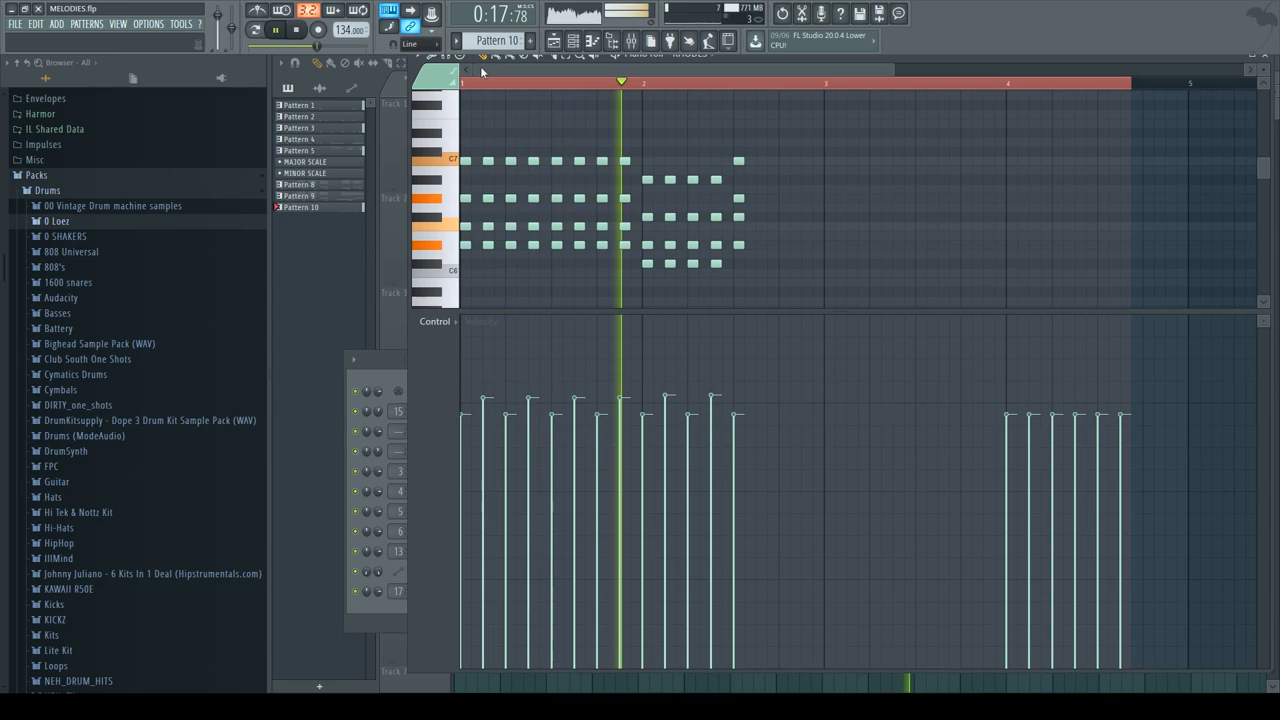 MELODIES.flp
FILE ADD PATTERNS VIEW OPTIONS TOOLS ?
3.2
134.000
0:17:78
M:S:CS
7
771 MB
3
Line
Pattern 10
09/06 FL Studio 20.0.4 Lower
CPU!
Browser - All
Envelopes
Harmor
IL Shared Data
Impulses
Misc
Packs
Drums
00 Vintage Drum machine samples
0 Loez
0 SHAKERS
808 Universal
808's
1600 snares
Audacity
Basses
Battery
Bighead Sample Pack (WAV)
Club South One Shots
Cymatics Drums
Cymbals
DIRTY_one_shots
DrumKitsupply - Dope 3 Drum Kit Sample Pack (WAV)
Drums (ModeAudio)
DrumSynth
FPC
Guitar
Hats
Hi Tek & Nottz Kit
Hi-Hats
HipHop
IllMind
Johnny Juliano - 6 Kits In 1 Deal (Hipstrumentals.com)
KAWAII R50E
Kicks
KICKZ
Kits
Lite Kit
Loops
NEH_DRUM_HITS
Pattern 1
Pattern 2
Pattern 3
Pattern 4
Pattern 5
MAJOR SCALE
MINOR SCALE
Pattern 8
Pattern 9
Pattern 10
Track 1
Track 2
Track 3
Track 7
15
3
4
5
6
13
17
1 2 3 4 5
C7
C6
Control
Velocity